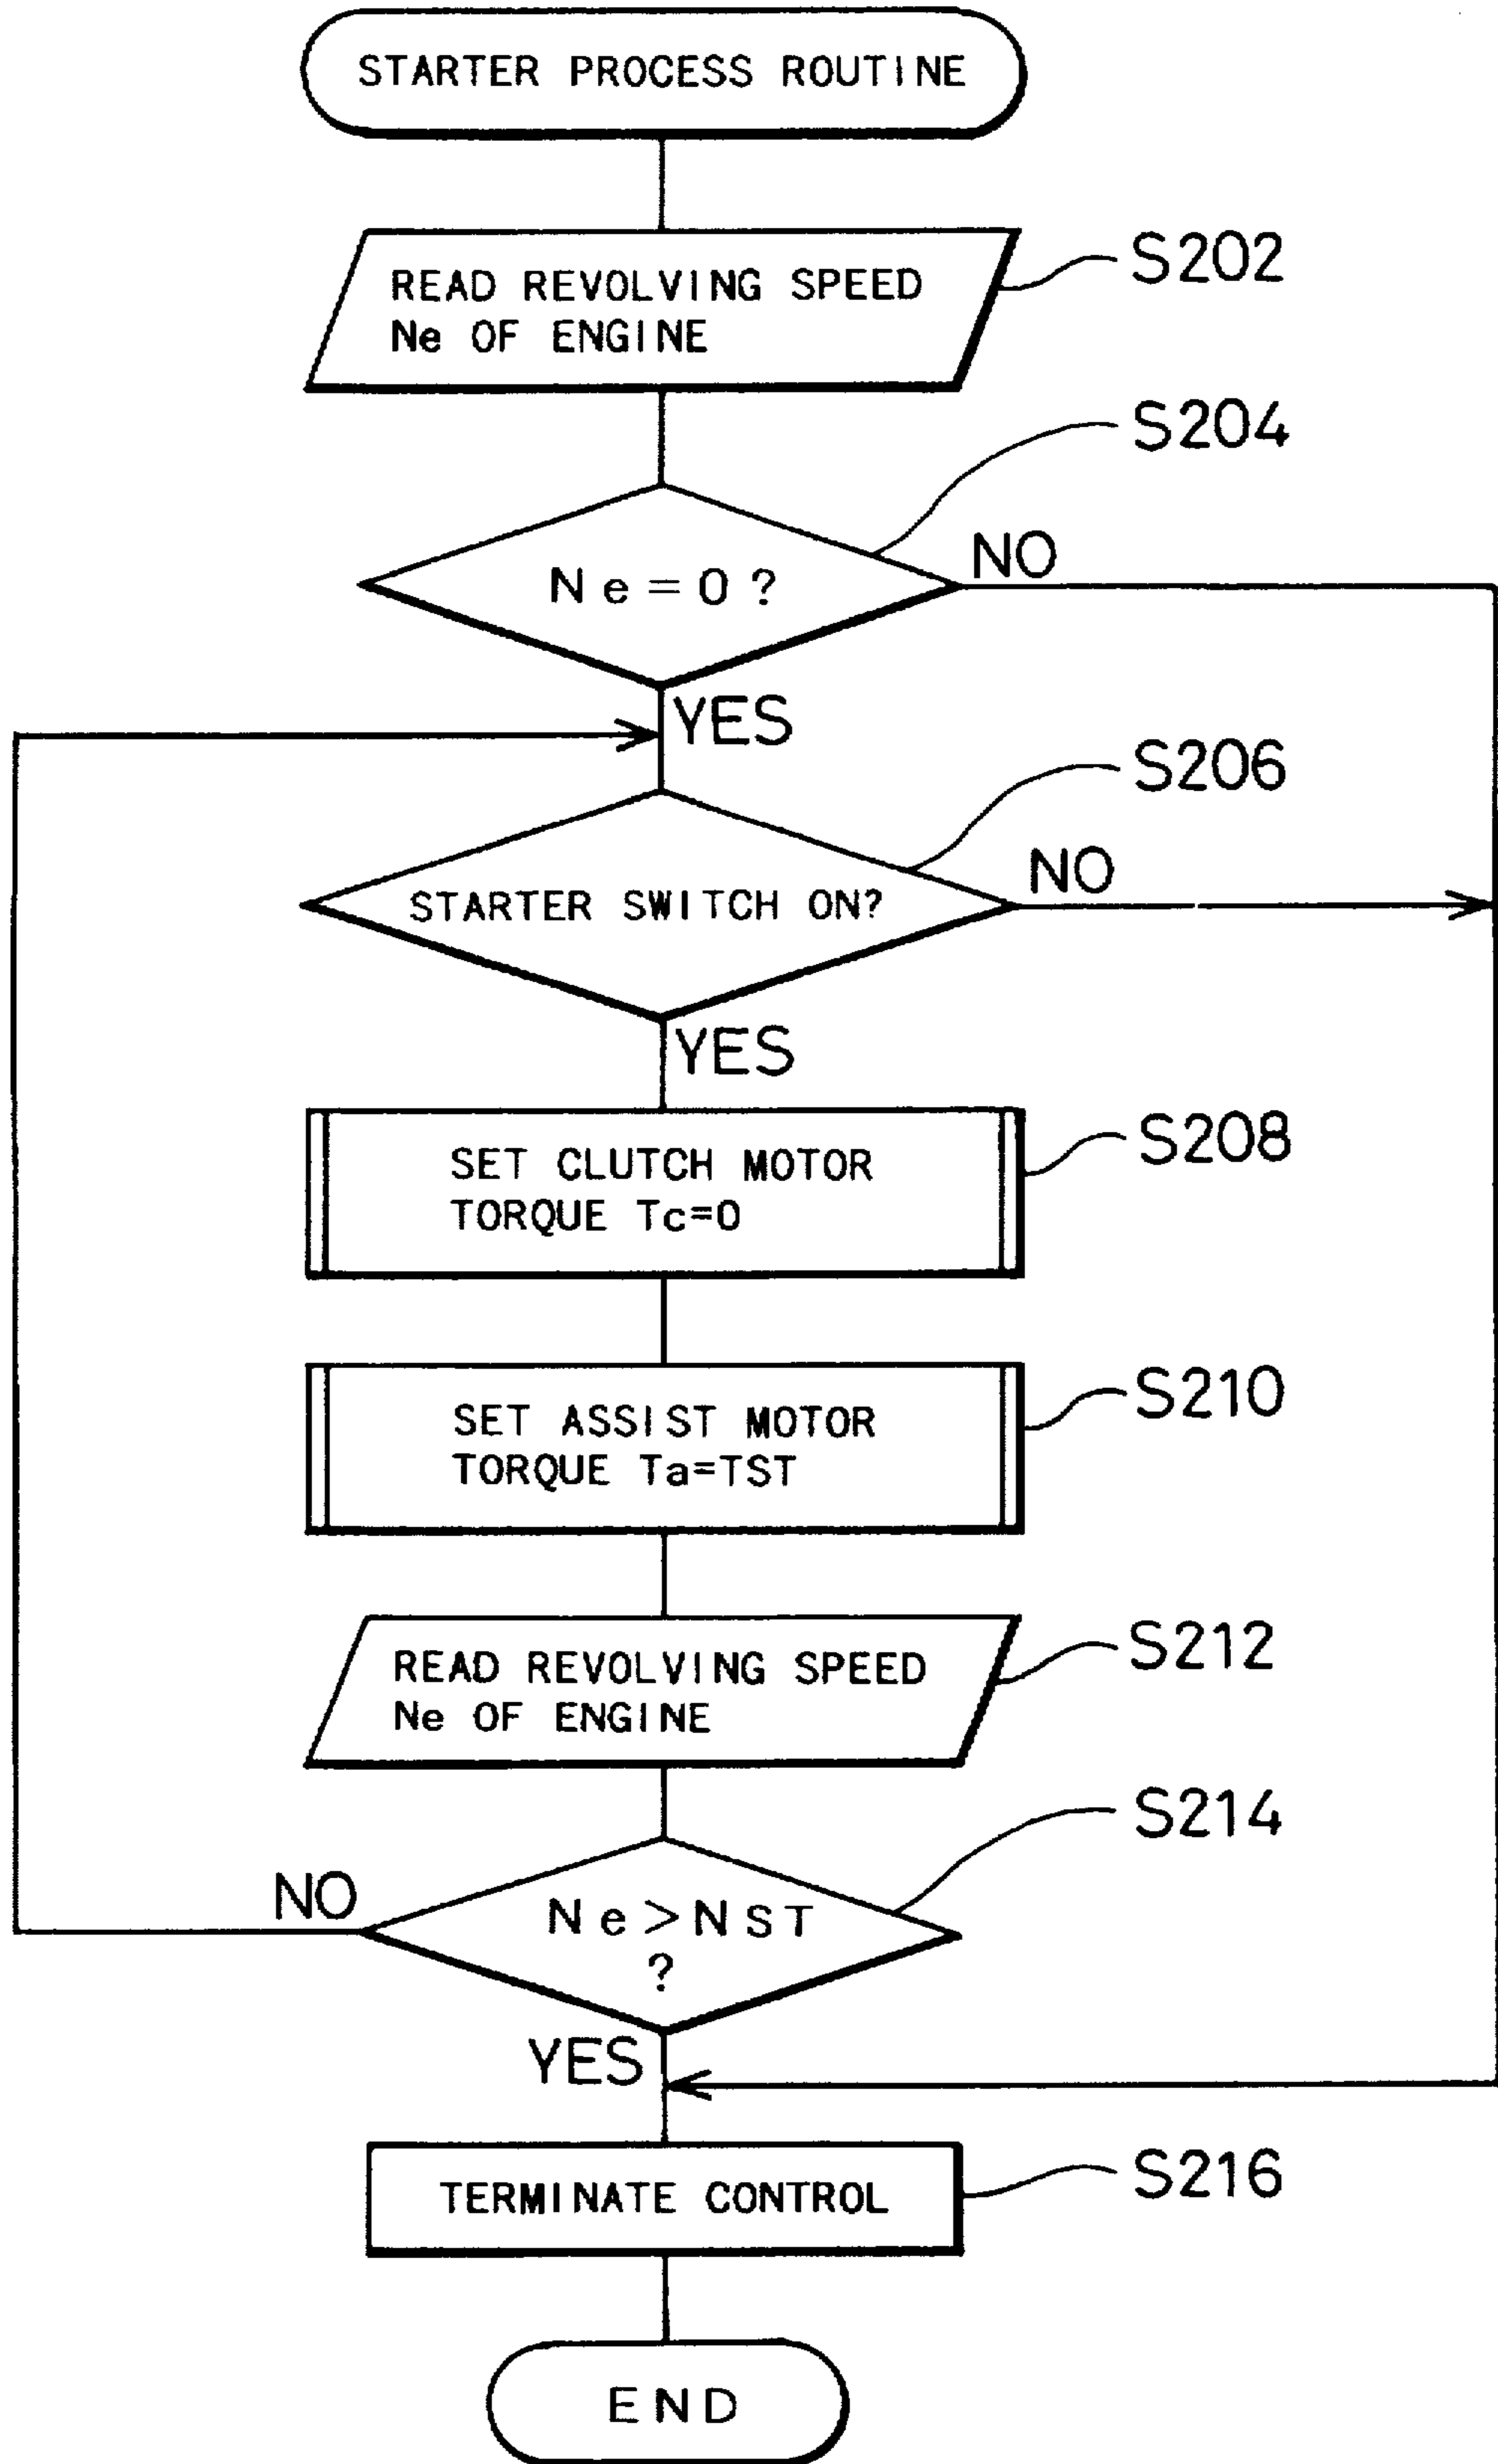 STARTER PROCESS ROUTINE
READ REVOLVING SPEED
Ne OF ENGINE
S202
S204
Ne=0?
NO
YES
S206
STARTER SWITCH ON?
NO
YES
SET CLUTCH MOTOR
TORQUE Tc=0
S208
SET ASSIST MOTOR
TORQUE Ta=TST
S210
READ REVOLVING SPEED
Ne OF ENGINE
S212
S214
Ne>NST
?
NO
YES
TERMINATE CONTROL
S216
END